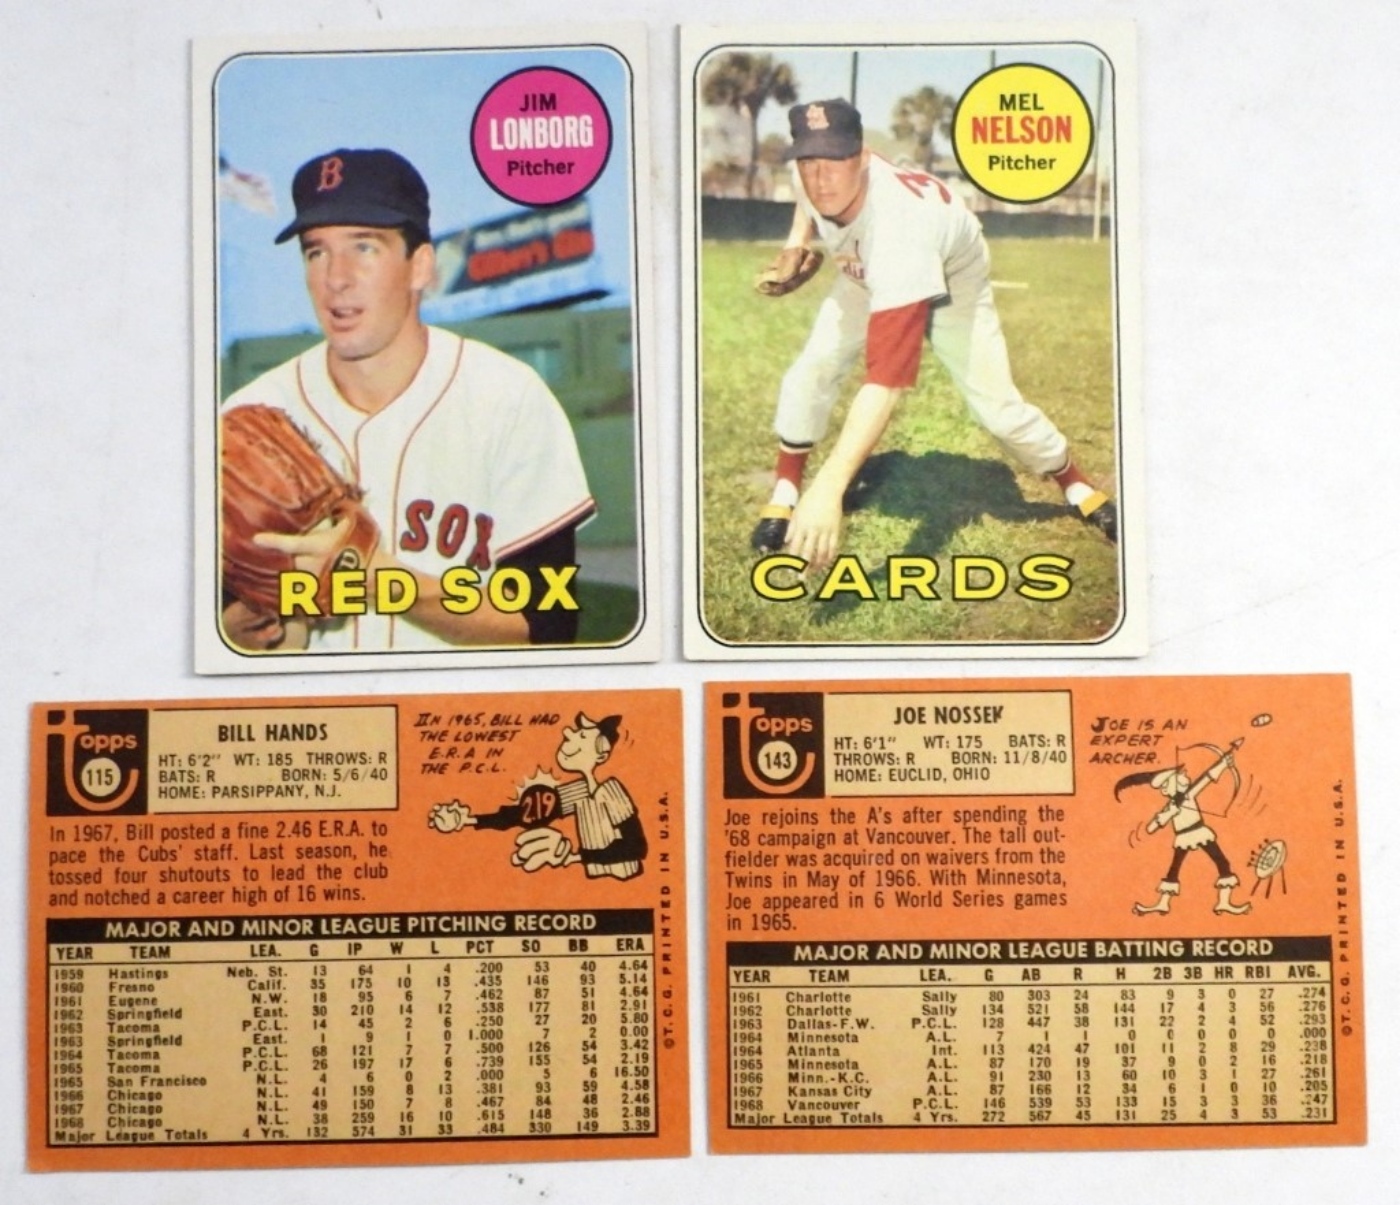 JIM
LONBORG
Pitcher
B
SOX
RED SOX
MEL
NELSON
Pitcher
CARDS
Topps
115
BILL HANDS
HT: 6'2" WT: 185 THROWS: R
BATS: R BORN: 5/6/40
HOME: PARSIPPANY, N.J.
IN 1965, BILL HAD
THE LOWEST
E.R.A IN
THE P.C.L.
2.19
In 1967, Bill posted a fine 2.46 E.R.A. to
pace the Cubs' staff. Last season, he
tossed four shutouts to lead the club
and notched a career high of 16 wins.
MAJOR AND MINOR LEAGUE PITCHING RECORD
YEAR TEAM LEA. G IP W L PCT SO BB ERA
1959 Hastings Neb. St. 13 64 1 4 .200 53 40 4.64
1960 Fresno Calif. 35 175 10 13 .435 146 93 5.14
1961 Eugene N.W. 18 95 6 7 .462 87 51 4.64
1962 Springfield East. 30 210 14 12 .538 177 81 2.91
1963 Tacoma P.C.L. 14 45 2 6 .250 27 20 5.80
1963 Springfield East. 1 9 1 0 1.000 7 2 0.00
1964 Tacoma P.C.L. 68 121 7 7 .500 126 54 3.42
1965 Tacoma P.C.L. 26 197 17 6 .739 155 54 2.19
1965 San Francisco N.L. 4 6 0 2 .000 5 6 16.50
1966 Chicago N.L. 41 159 8 13 .381 93 59 4.58
1967 Chicago N.L. 49 150 7 8 .467 84 48 2.46
1968 Chicago N.L. 38 259 16 10 .615 148 36 2.88
Major League Totals 4 Yrs. 132 574 31 33 .484 330 149 3.39
©T.C.G. PRINTED IN U.S.A.
Topps
143
JOE NOSSEK
HT: 6'1" WT: 175 BATS: R
THROWS: R BORN: 11/8/40
HOME: EUCLID, OHIO
JOE IS AN
EXPERT
ARCHER.
Joe rejoins the A's after spending the
'68 campaign at Vancouver. The tall out-
fielder was acquired on waivers from the
Twins in May of 1966. With Minnesota,
Joe appeared in 6 World Series games
in 1965.
MAJOR AND MINOR LEAGUE BATTING RECORD
YEAR TEAM LEA. G AB R H 2B 3B HR RBI AVG.
1961 Charlotte Sally 80 303 24 83 9 3 0 27 .274
1962 Charlotte Sally 134 521 58 144 17 4 3 56 .276
1963 Dallas-F.W. P.C.L. 128 447 38 131 22 2 4 52 .293
1964 Minnesota A.L. 7 1 1 0 0 0 0 0 .000
1964 Atlanta Int. 113 424 47 101 11 2 8 29 .238
1965 Minnesota A.L. 87 170 19 37 9 0 2 16 .218
1966 Minn.-K.C. A.L. 91 230 13 60 10 3 1 27 .261
1967 Kansas City A.L. 87 166 12 34 6 1 0 10 .205
1968 Vancouver P.C.L. 146 539 53 133 15 3 3 36 .247
Major League Totals 4 Yrs. 272 567 45 131 25 4 3 53 .231
©T.C.G. PRINTED IN U.S.A.